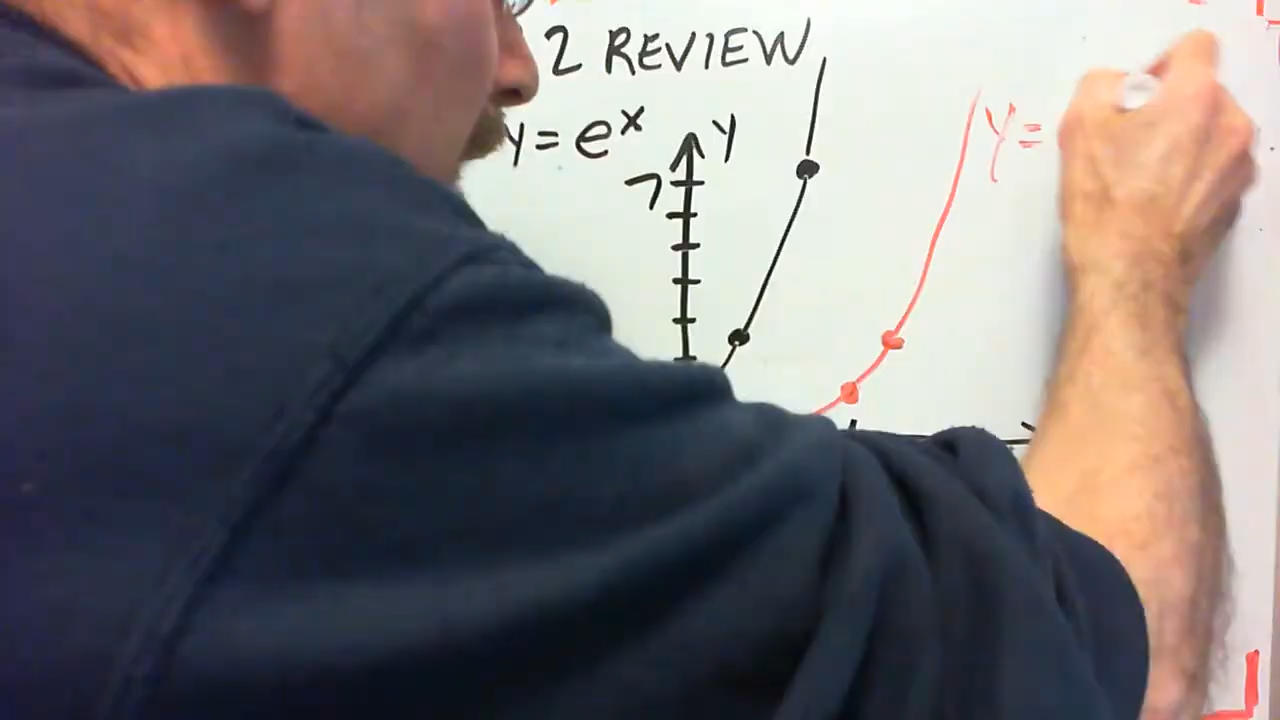 2 REVIEW
y = e^x
y
y =
7